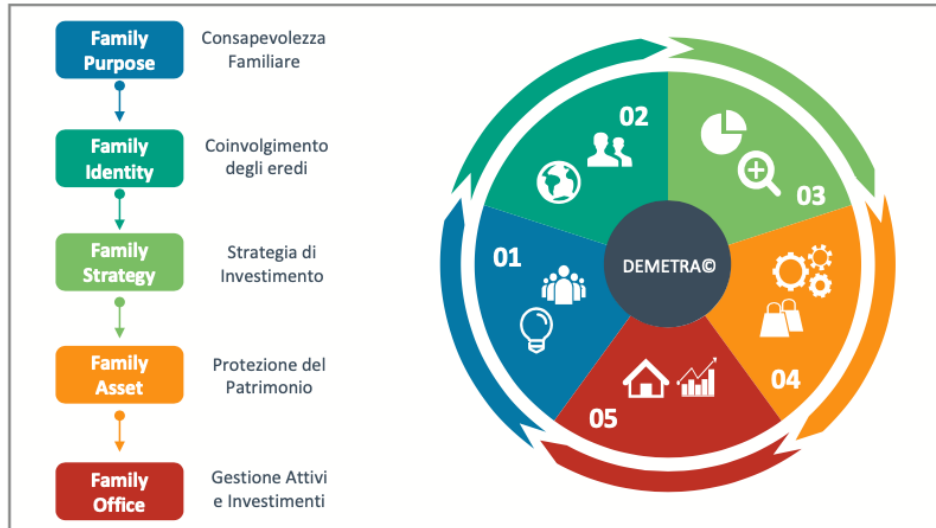 Family
Purpose
Consapevolezza
Familiare
Family
Identity
Coinvolgimento
degli eredi
Family
Strategy
Strategia di
Investimento
Family
Asset
Protezione del
Patrimonio
Family
Office
Gestione Attivi
e Investimenti
01
02
03
04
05
DEMETRA©